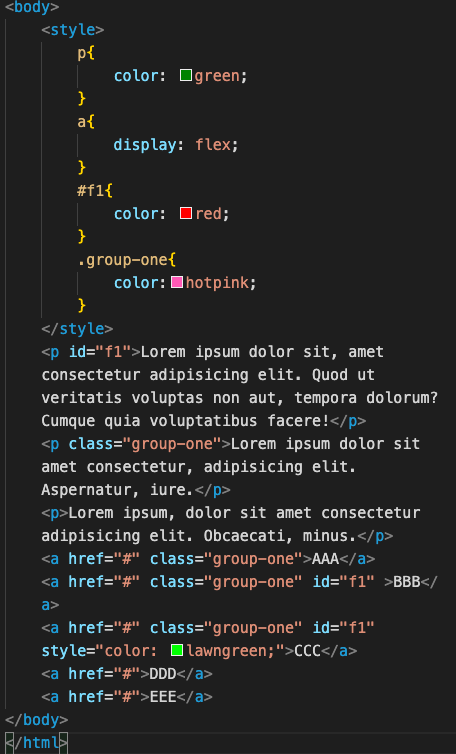 <body>
<style>
p{
color: green;
}
a{
display: flex;
}
#f1{
color: red;
}
.group-one{
color:hotpink;
}
</style>
<p id="f1">Lorem ipsum dolor sit, amet
consectetur adipisicing elit. Quod ut
veritatis voluptas non aut, tempora dolorum?
Cumque quia voluptatibus facere!</p>
<p class="group-one">Lorem ipsum dolor sit
amet consectetur, adipisicing elit.
Aspernatur, iure.</p>
<p>Lorem ipsum, dolor sit amet consectetur
adipisicing elit. Obcaecati, minus.</p>
<a href="#" class="group-one">AAA</a>
<a href="#" class="group-one" id="f1" >BBB</
a>
<a href="#" class="group-one" id="f1"
style="color: lawngreen;">CCC</a>
<a href="#">DDD</a>
<a href="#">EEE</a>
</body>
</html>